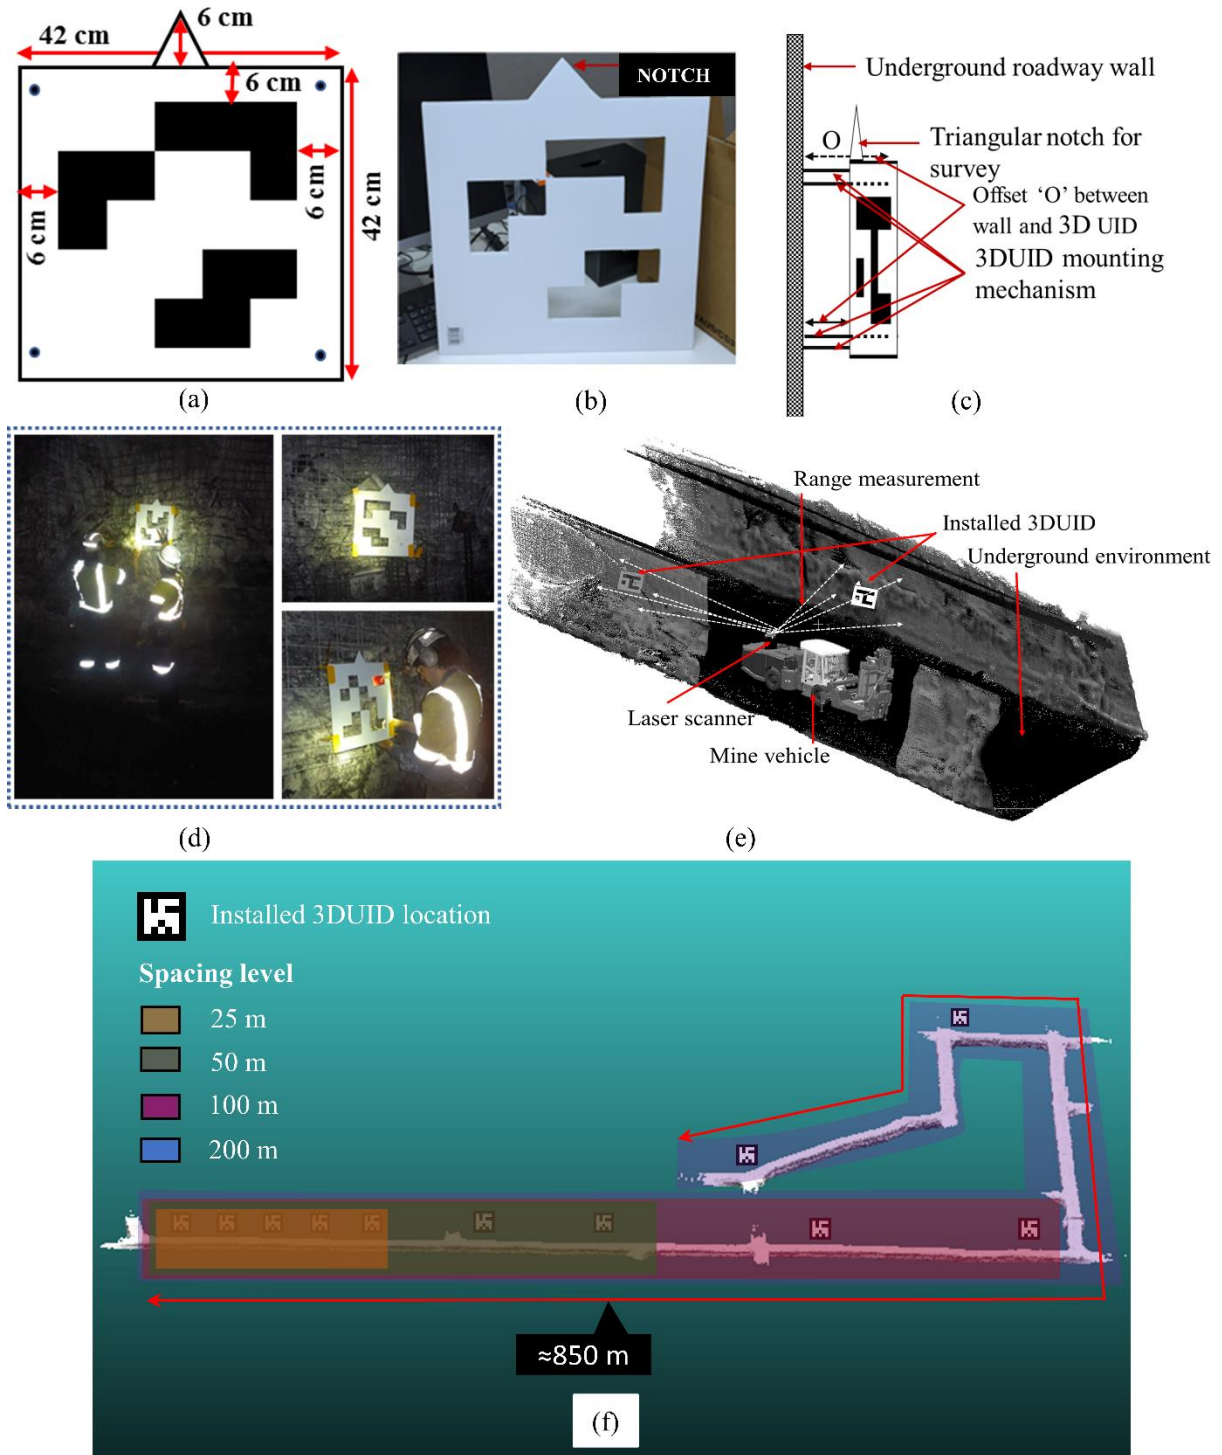 6 cm
42 cm
6 cm
6 cm
6 cm
42 cm
(a)
NOTCH
(b)
Underground roadway wall
O
Triangular notch for
survey
Offset ‘O’ between
wall and 3D UID
3DUID mounting
mechanism
(c)
(d)
Range measurement
Installed 3DUID
Underground environment
Laser scanner
Mine vehicle
(e)
Installed 3DUID location
Spacing level
25 m
50 m
100 m
200 m
≈850 m
(f)